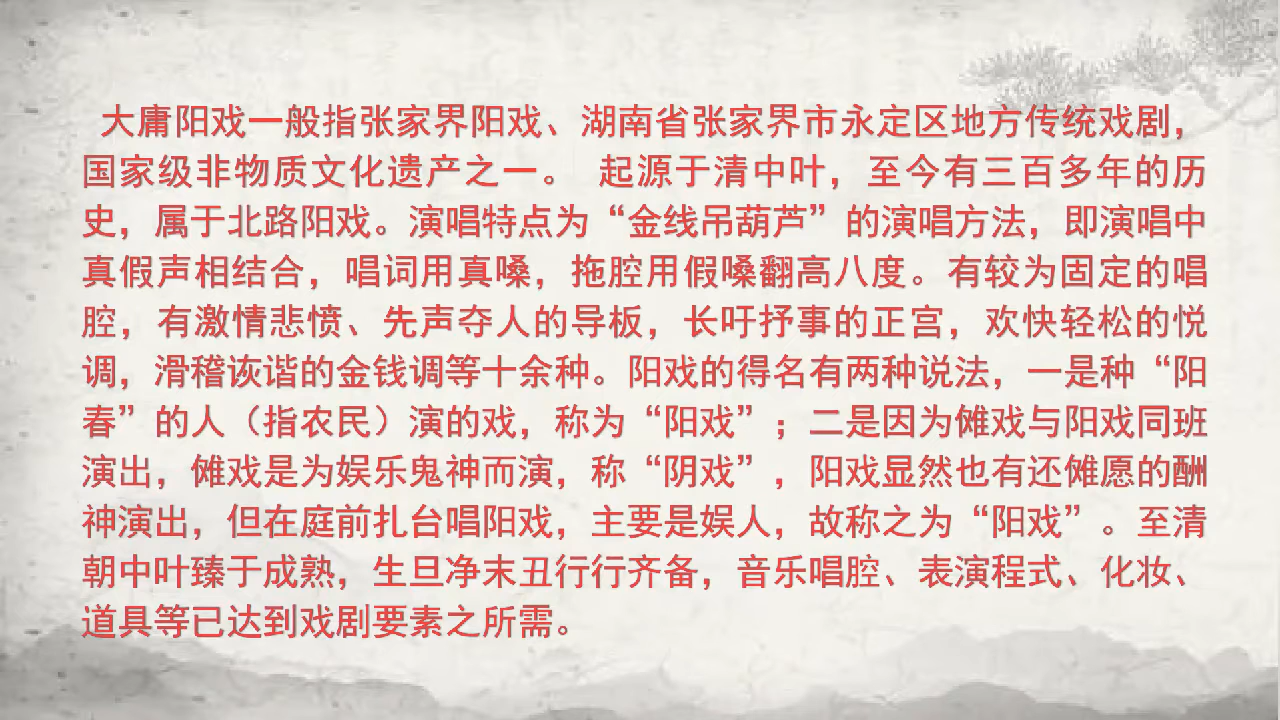 大庸阳戏一般指张家界阳戏、湖南省张家界市永定区地方传统戏剧，
国家级非物质文化遗产之一。 起源于清中叶，至今有三百多年的历
史，属于北路阳戏。演唱特点为“金线吊葫芦”的演唱方法，即演唱中
真假声相结合，唱词用真嗓，拖腔用假嗓翻高八度。有较为固定的唱
腔，有激情悲愤、先声夺人的导板，长吁抒事的正宫，欢快轻松的悦
调，滑稽诙谐的金钱调等十余种。阳戏的得名有两种说法，一是种“阳
春”的人（指农民）演的戏，称为“阳戏”；二是因为傩戏与阳戏同班
演出，傩戏是为娱乐鬼神而演，称“阴戏”，阳戏显然也有还傩愿的酬
神演出，但在庭前扎台唱阳戏，主要是娱人，故称之为“阳戏”。至清
朝中叶臻于成熟，生旦净末丑行行齐备，音乐唱腔、表演程式、化妆、
道具等已达到戏剧要素之所需。